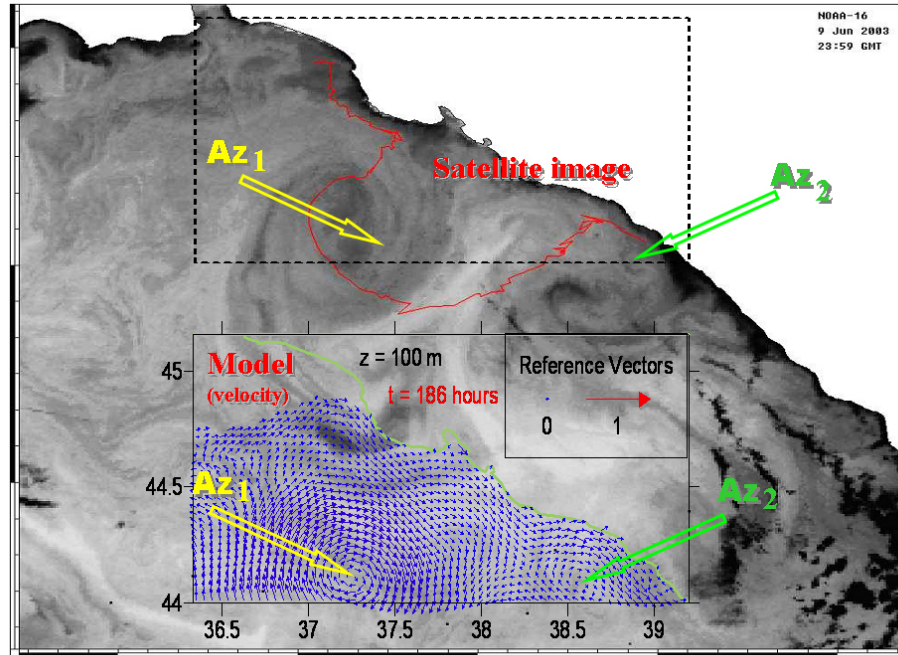 NOAA-16
9 Jun 2003
23:59 GMT
Az1
Satellite image
Az2
Model
(velocity)
z = 100 m
t = 186 hours
Reference Vectors
0 1
45
44.5
44
Az1
Az2
36.5 37 37.5 38 38.5 39